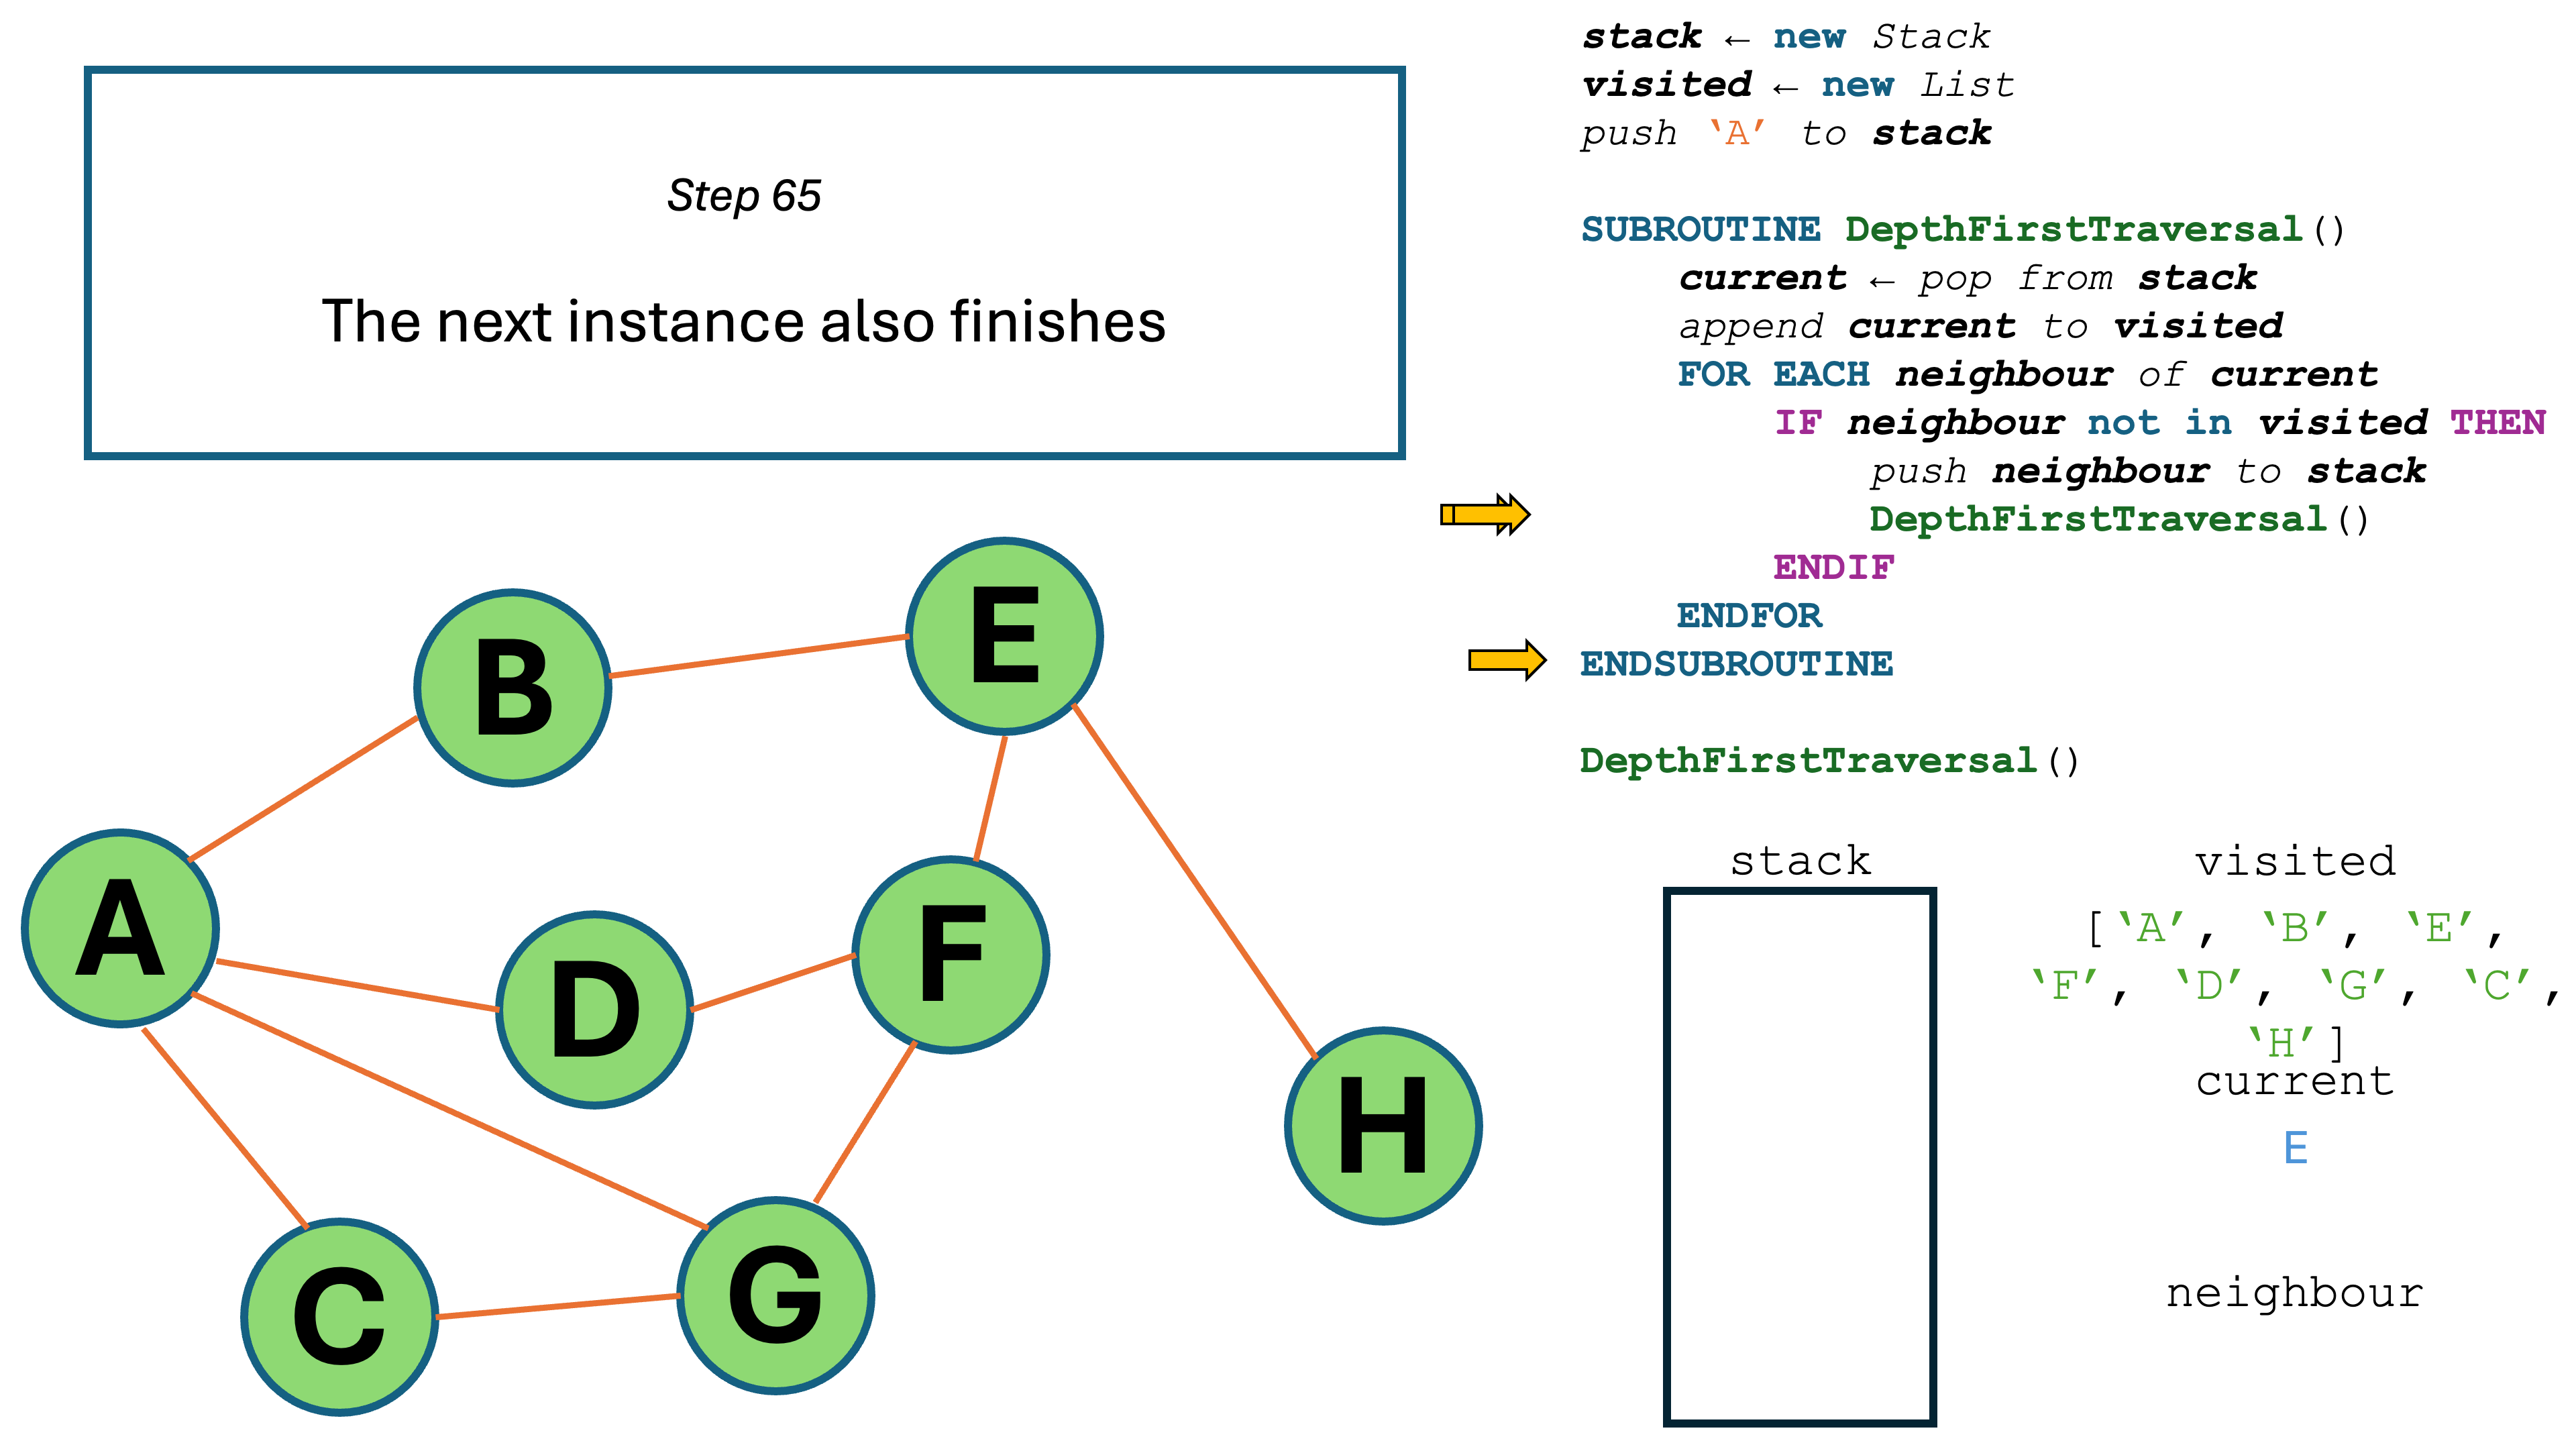 Step 65
The next instance also finishes
stack ← new Stack
visited ← new List
push ‘A’ to stack
SUBROUTINE DepthFirstTraversal()
current ← pop from stack
append current to visited
FOR EACH neighbour of current
IF neighbour not in visited THEN
push neighbour to stack
DepthFirstTraversal()
ENDIF
ENDFOR
ENDSUBROUTINE
DepthFirstTraversal()
B
E
A
D
F
H
C
G
stack
visited
[‘A’, ‘B’, ‘E’,
‘F’, ‘D’, ‘G’, ‘C’,
‘H’]
current
E
neighbour